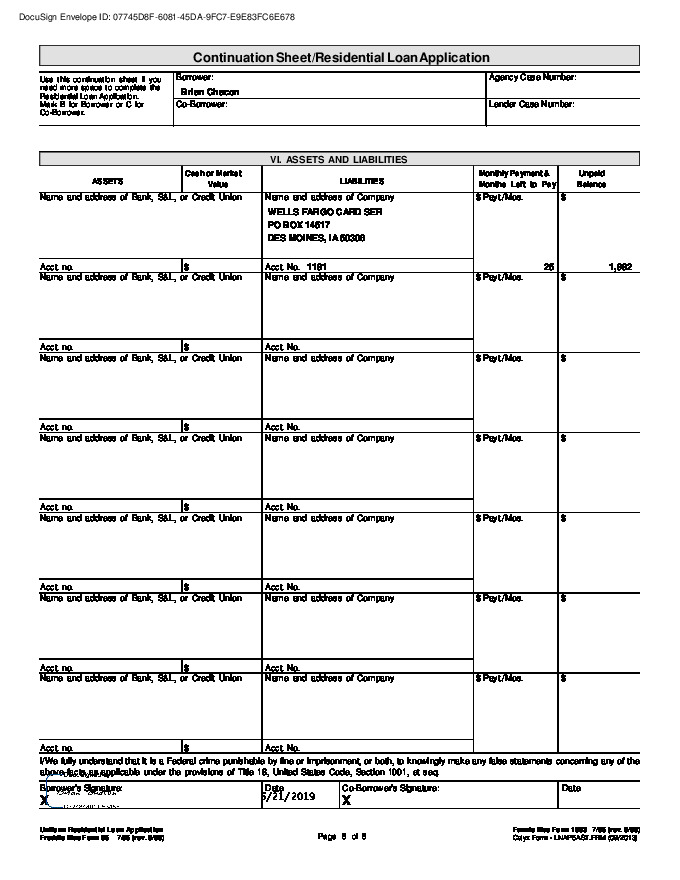 DocuSign Envelope ID: 07745D8F-6081-45DA-9FC7-E9E83FC6E678
Continuation Sheet/Residential Loan Application
Use this continuation sheet if you
need more space to complete the
Residential Loan Application.
Mark B for Borrower or C for
Co-Borrower.
Borrower:
Brian Chacon
Agency Case Number:
Co-Borrower:
Lender Case Number:
VI. ASSETS AND LIABILITIES
ASSETS
Cash or Market
Value
LIABILITIES
Monthly Payment &
Months Left to Pay
Unpaid
Balance
Name and address of Bank, S&L, or Credit Union
Name and address of Company
$ Payt./Mos.
$
WELLS FARGO CARD SER
PO BOX 14517
DES MOINES, IA 50306
Acct. no.
$
Acct. No. 1181
25
1,982
Name and address of Bank, S&L, or Credit Union
Name and address of Company
$ Payt./Mos.
$
Acct. no.
$
Acct. No.
Name and address of Bank, S&L, or Credit Union
Name and address of Company
$ Payt./Mos.
$
Acct. no.
$
Acct. No.
Name and address of Bank, S&L, or Credit Union
Name and address of Company
$ Payt./Mos.
$
Acct. no.
$
Acct. No.
Name and address of Bank, S&L, or Credit Union
Name and address of Company
$ Payt./Mos.
$
Acct. no.
$
Acct. No.
Name and address of Bank, S&L, or Credit Union
Name and address of Company
$ Payt./Mos.
$
Acct. no.
$
Acct. No.
Name and address of Bank, S&L, or Credit Union
Name and address of Company
$ Payt./Mos.
$
Acct. no.
$
Acct. No.
I/We fully understand that it is a Federal crime punishable by fine or imprisonment, or both, to knowingly make any false statements concerning any of the
above facts as applicable under the provisions of Title 18, United States Code, Section 1001, et seq.
Borrower's Signature:
X
Date
5/21/2019
Co-Borrower's Signature:
X
Date
Uniform Residential Loan Application
Freddie Mac Form 65 7/05 (rev. 6/09)
Page 6 of 6
Fannie Mae Form 1003 7/05 (rev. 6/09)
Calyx Form - LNAPP5AST.FRM (09/2013)